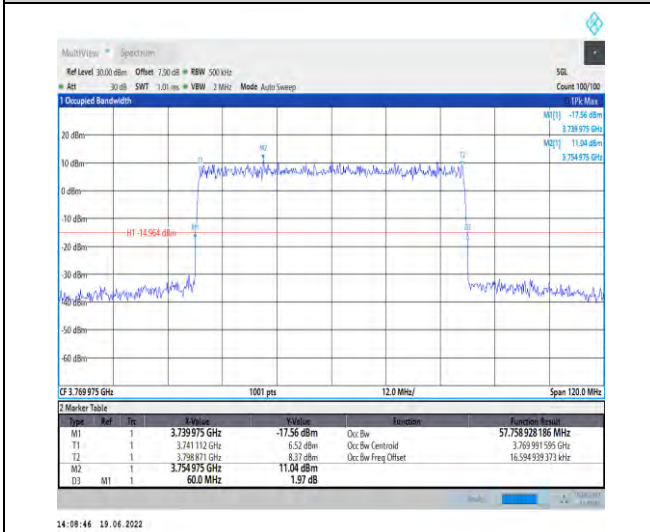 MultiView Spectrum
Ref Level 30.00 dBm Offset 7.90 dB RBW 500 kHz SGL
Att 30 dB SWT 1.01 ms VBW 2 MHz Mode Auto Sweep Count 100/100
1 Occupied Bandwidth 1Pk Max
M1[1] -17.56 dBm
3.739 975 GHz
M2[1] 11.04 dBm
3.754 975 GHz
20 dBm
M2
10 dBm
T1
T2
0 dBm
-10 dBm
H1 -14.964 dBm
M1
D3
-20 dBm
-30 dBm
-50 dBm
-60 dBm
CF 3.769 975 GHz 1001 pts 12.0 MHz/ Span 120.0 MHz
2 Marker Table
Type Ref Trc X-Value Y-Value Function Function Result
M1 1 3.739 975 GHz -17.56 dBm Occ Bw 57.758 928 186 MHz
T1 1 3.741 112 GHz 6.52 dBm Occ Bw Centroid 3.769 991 595 GHz
T2 1 3.798 871 GHz 8.37 dBm Occ Bw Freq Offset 16.594 939 373 kHz
M2 1 3.754 975 GHz 11.04 dBm
D3 M1 1 60.0 MHz 1.97 dB
14:08:46 19.06.2022